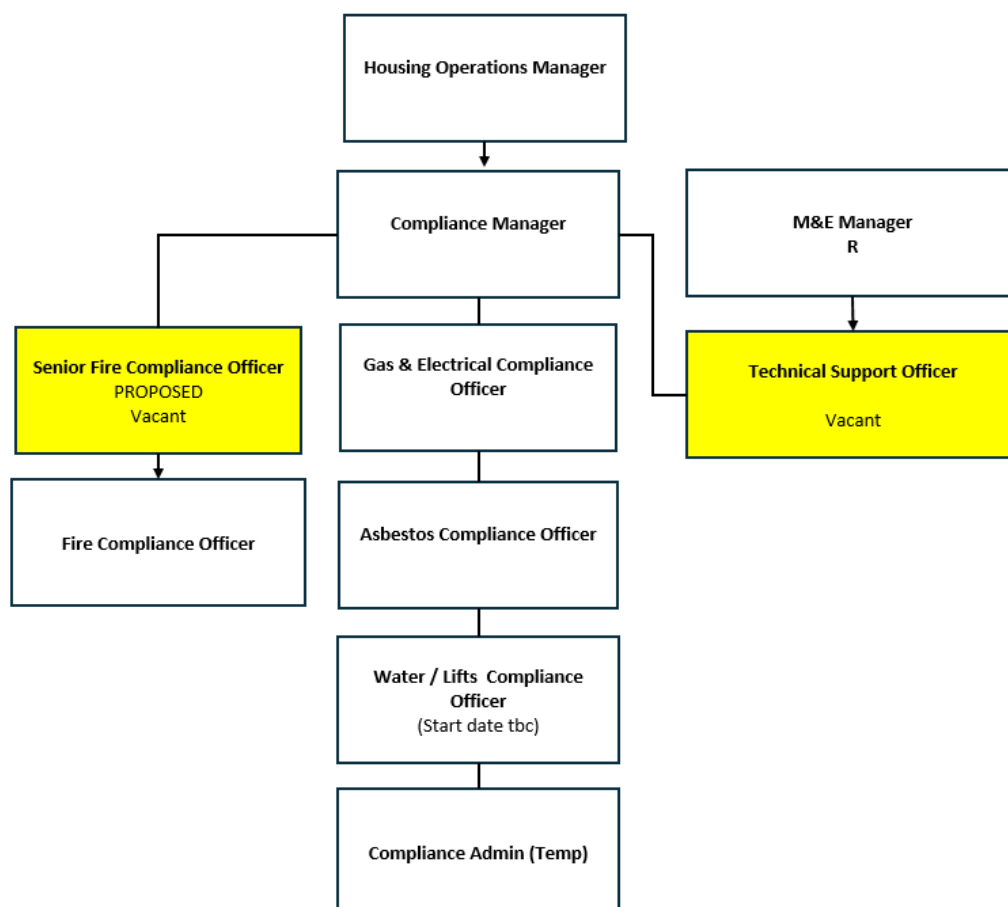 Housing Operations Manager
Compliance Manager
M&E Manager
R
Senior Fire Compliance Officer
PROPOSED
Vacant
Gas & Electrical Compliance
Officer
Technical Support Officer
Vacant
Fire Compliance Officer
Asbestos Compliance Officer
Water / Lifts Compliance
Officer
(Start date tbc)
Compliance Admin (Temp)